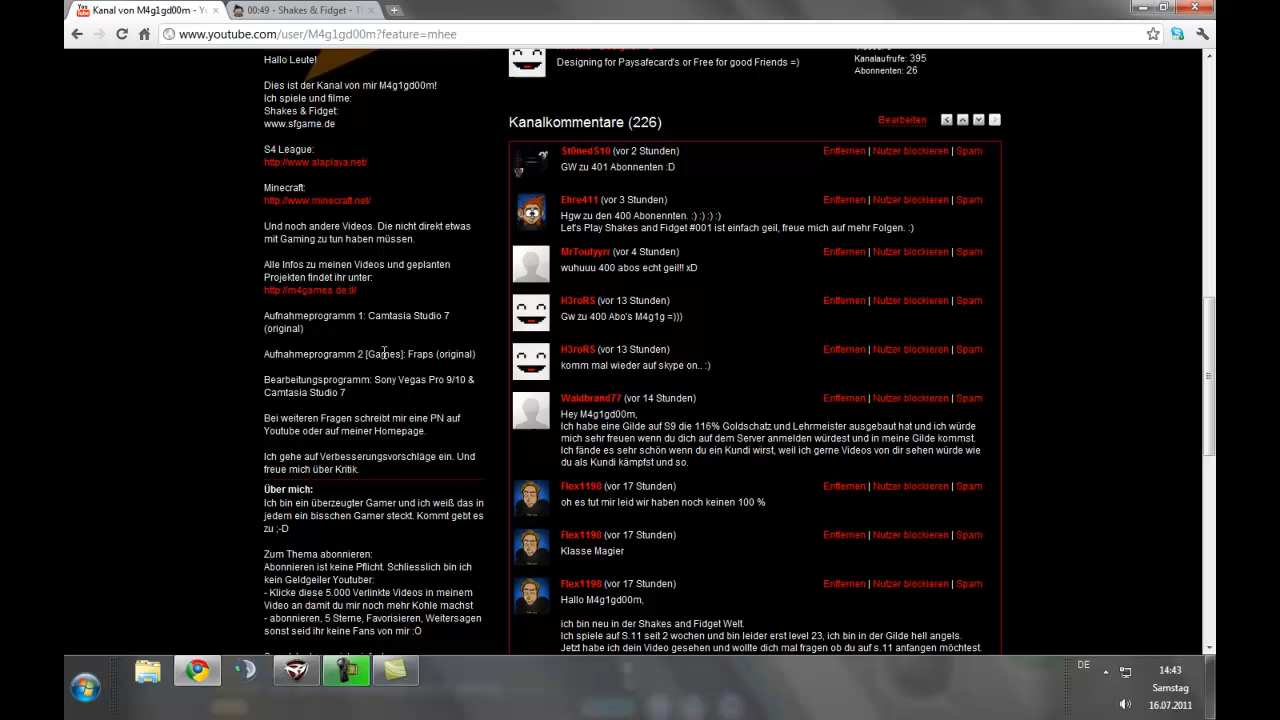 Kanal von M4g1gd00m - Yo
00:49 - Shakes & Fidget - T
www.youtube.com/user/M4g1gd00m?feature=mhee
Hallo Leute!
Dies ist der Kanal von mir M4g1gd00m!
Ich spiele und filme:
Shakes & Fidget:
www.sfgame.de
S4 League:
http://www.alaplaya.net/
Minecraft:
http://www.minecraft.net/
Und noch andere Videos. Die nicht direkt etwas
mit Gaming zu tun haben müssen.
Alle Infos zu meinen Videos und geplanten
Projekten findet ihr unter:
http://m4games.de.tl/
Aufnahmeprogramm 1: Camtasia Studio 7
(original)
Aufnahmeprogramm 2 [Games]: Fraps (original)
Bearbeitungsprogramm: Sony Vegas Pro 9/10 &
Camtasia Studio 7
Bei weiteren Fragen schreibt mir eine PN auf
Youtube oder auf meiner Homepage.
Ich gehe auf Verbesserungsvorschläge ein. Und
freue mich über Kritik.
Über mich:
Ich bin ein überzeugter Gamer und ich weiß das in
jedem ein bisschen Gamer steckt. Kommt gebt es
zu ;-D
Zum Thema abonnieren:
Abonnieren ist keine Pflicht. Schliesslich bin ich
kein Geldgeiler Youtuber:
- Klicke diese 5.000 Verlinkte Videos in meinem
Video an damit du mir noch mehr Kohle machst
- abonnieren, 5 Sterne, Favorisieren, Weitersagen
sonst seid ihr keine Fans von mir :O
Designing for Paysafecard's or Free for good Friends =)
Kanalaufrufe: 395
Abonnenten: 26
Kanalkommentare (226)
Bearbeiten
St0nedS10 (vor 2 Stunden) Entfernen | Nutzer blockieren | Spam
GW zu 401 Abonnenten :D
Ehre411 (vor 3 Stunden) Entfernen | Nutzer blockieren | Spam
Hgw zu den 400 Abonennten. :) :) :) :)
Let's Play Shakes and Fidget #001 ist einfach geil, freue mich auf mehr Folgen. :)
MrToutyyrr (vor 4 Stunden) Entfernen | Nutzer blockieren | Spam
wuhuuu 400 abos echt geil!! xD
H3roRS (vor 13 Stunden) Entfernen | Nutzer blockieren | Spam
Gw zu 400 Abo's M4g1g =)))
H3roRS (vor 13 Stunden) Entfernen | Nutzer blockieren | Spam
komm mal wieder auf skype on.. :)
Waldbrand77 (vor 14 Stunden) Entfernen | Nutzer blockieren | Spam
Hey M4g1gd00m,
Ich habe eine Gilde auf S9 die 116% Goldschatz und Lehrmeister ausgebaut hat und ich würde
mich sehr freuen wenn du dich auf dem Server anmelden würdest und in meine Gilde kommst.
Ich fände es sehr schön wenn du ein Kundi wirst, weil ich gerne Videos von dir sehen würde wie
du als Kundi kämpfst und so.
Flex1198 (vor 17 Stunden) Entfernen | Nutzer blockieren | Spam
oh es tut mir leid wir haben noch keinen 100 %
Flex1198 (vor 17 Stunden) Entfernen | Nutzer blockieren | Spam
Klasse Magier
Flex1198 (vor 17 Stunden) Entfernen | Nutzer blockieren | Spam
Hallo M4g1gd00m,
ich bin neu in der Shakes and Fidget Welt.
Ich spiele auf S.11 seit 2 wochen und bin leider erst level 23, ich bin in der Gilde hell angels.
Jetzt habe ich dein Video gesehen und wollte dich mal fragen ob du auf s.11 anfangen möchtest.
DE
14:43
Samstag
16.07.2011